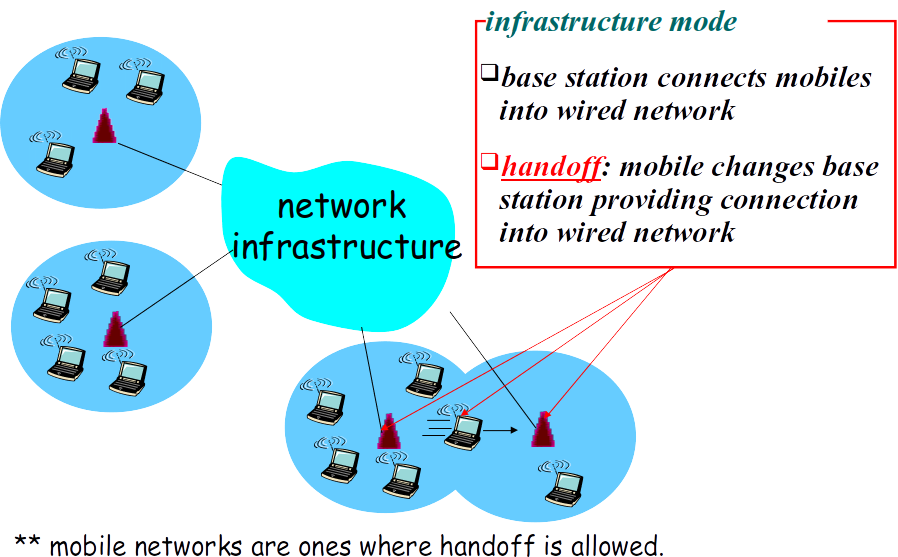 infrastructure mode
❑base station connects mobiles
into wired network
❑handoff: mobile changes base
station providing connection
into wired network
network
infrastructure
** mobile networks are ones where handoff is allowed.